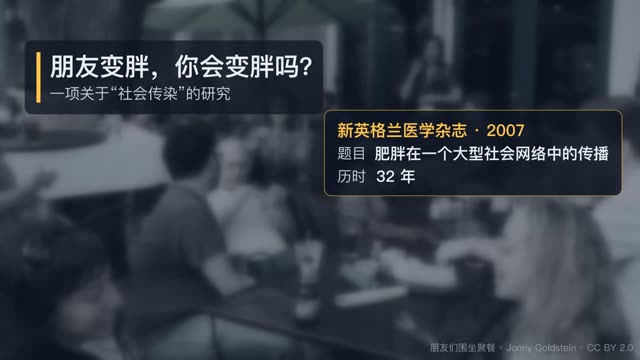 朋友变胖，你会变胖吗?
一项关于“社会传染”的研究
新英格兰医学杂志 · 2007
题目 肥胖在一个大型社会网络中的传播
历时 32 年
朋友们围坐聚餐 · Jonny Goldstein · CC BY 2.0